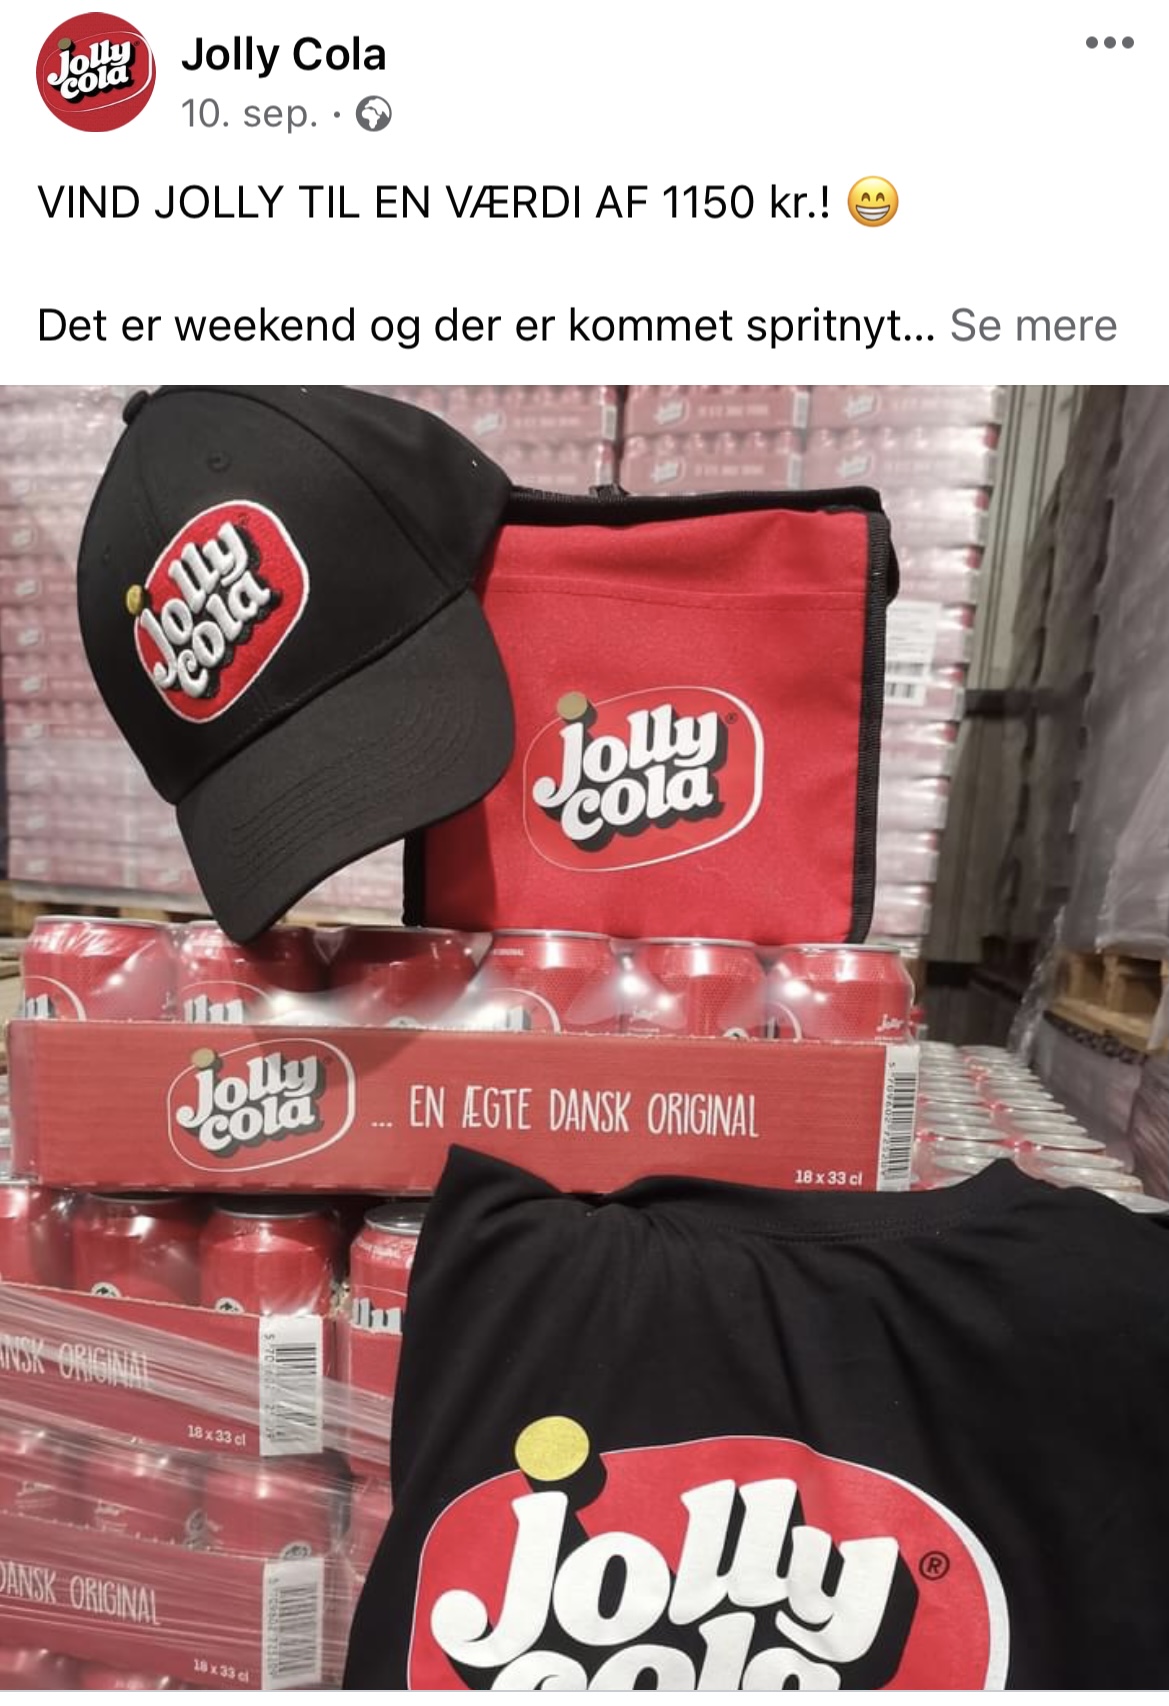 Jolly
cola
Jolly Cola
10. sep. ·
VIND JOLLY TIL EN VÆRDI AF 1150 kr.! 😁
Det er weekend og der er kommet spritnyt... Se mere
Jolly
cola
Jolly
cola
®
Jolly
cola
... EN ÆGTE DANSK ORIGINAL
18 x 33 cl
ANSK ORIGINAL
18 x 33 cl
DANSK ORIGINAL
18 x 33 cl
Jolly
cola
®